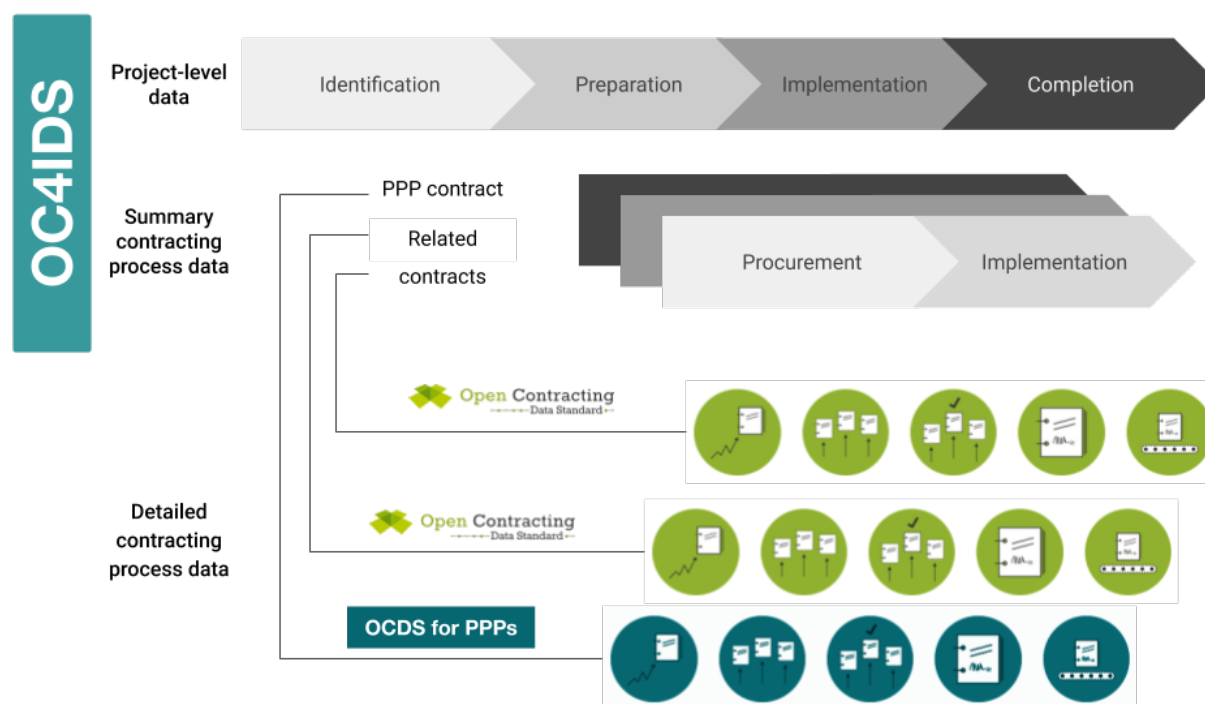 OC4IDS
Project-level
data
Identification
Preparation
Implementation
Completion
Summary
contracting
process data
PPP contract
Related
contracts
Procurement
Implementation
Open Contracting
Data Standard
Detailed
contracting
process data
Open Contracting
Data Standard
OCDS for PPPs